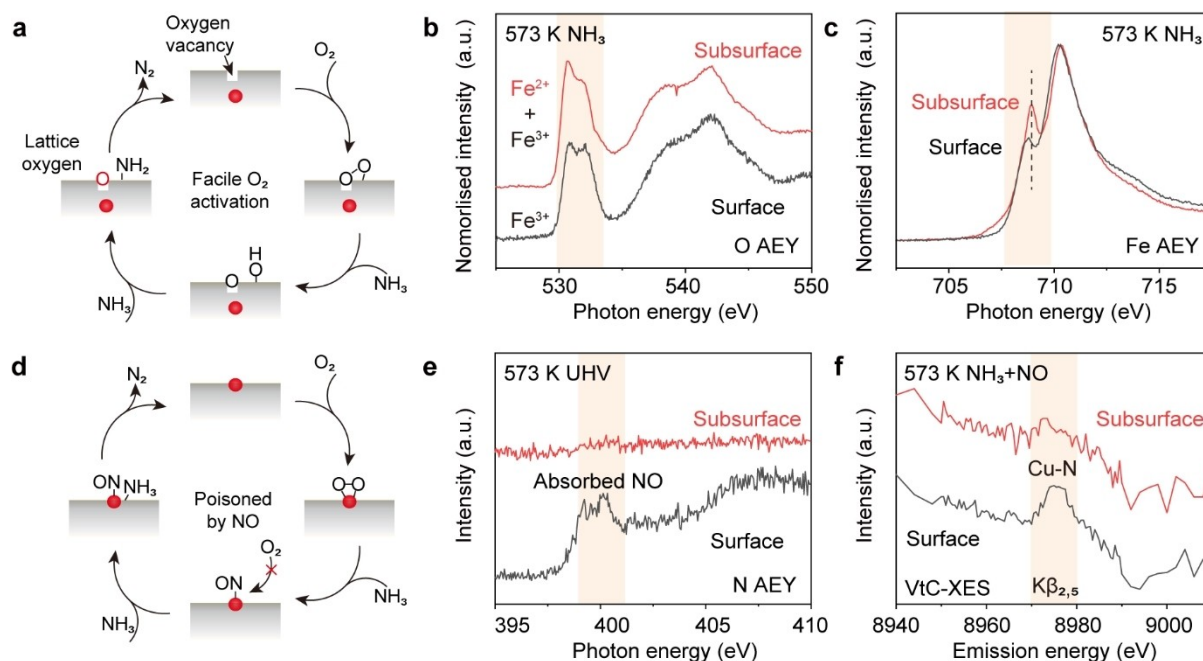 a
Oxygen
vacancy
O₂
N₂
Lattice
oxygen
O
NH₂
Facile O₂
activation
O-O
H
O
O
NH₃
NH₃
b
573 K NH₃
Subsurface
Fe²⁺
+
Fe³⁺
Fe³⁺
Surface
O AEY
Nomorlised intensity (a.u.)
530
540
550
Photon energy (eV)
c
573 K NH₃
Subsurface
Surface
Fe AEY
Nomorlised intensity (a.u.)
705
710
715
Photon energy (eV)
d
N₂
O₂
ON
NH₃
Poisoned
by NO
O-O
O₂
ON
NH₃
NH₃
e
573 K UHV
Subsurface
Absorbed NO
Surface
N AEY
Intensity (a.u.)
395
400
405
410
Photon energy (eV)
f
573 K NH₃+NO
Subsurface
Cu-N
Surface
VtC-XES
Kβ₂,₅
Intensity (a.u.)
8940
8960
8980
9000
Emission energy (eV)